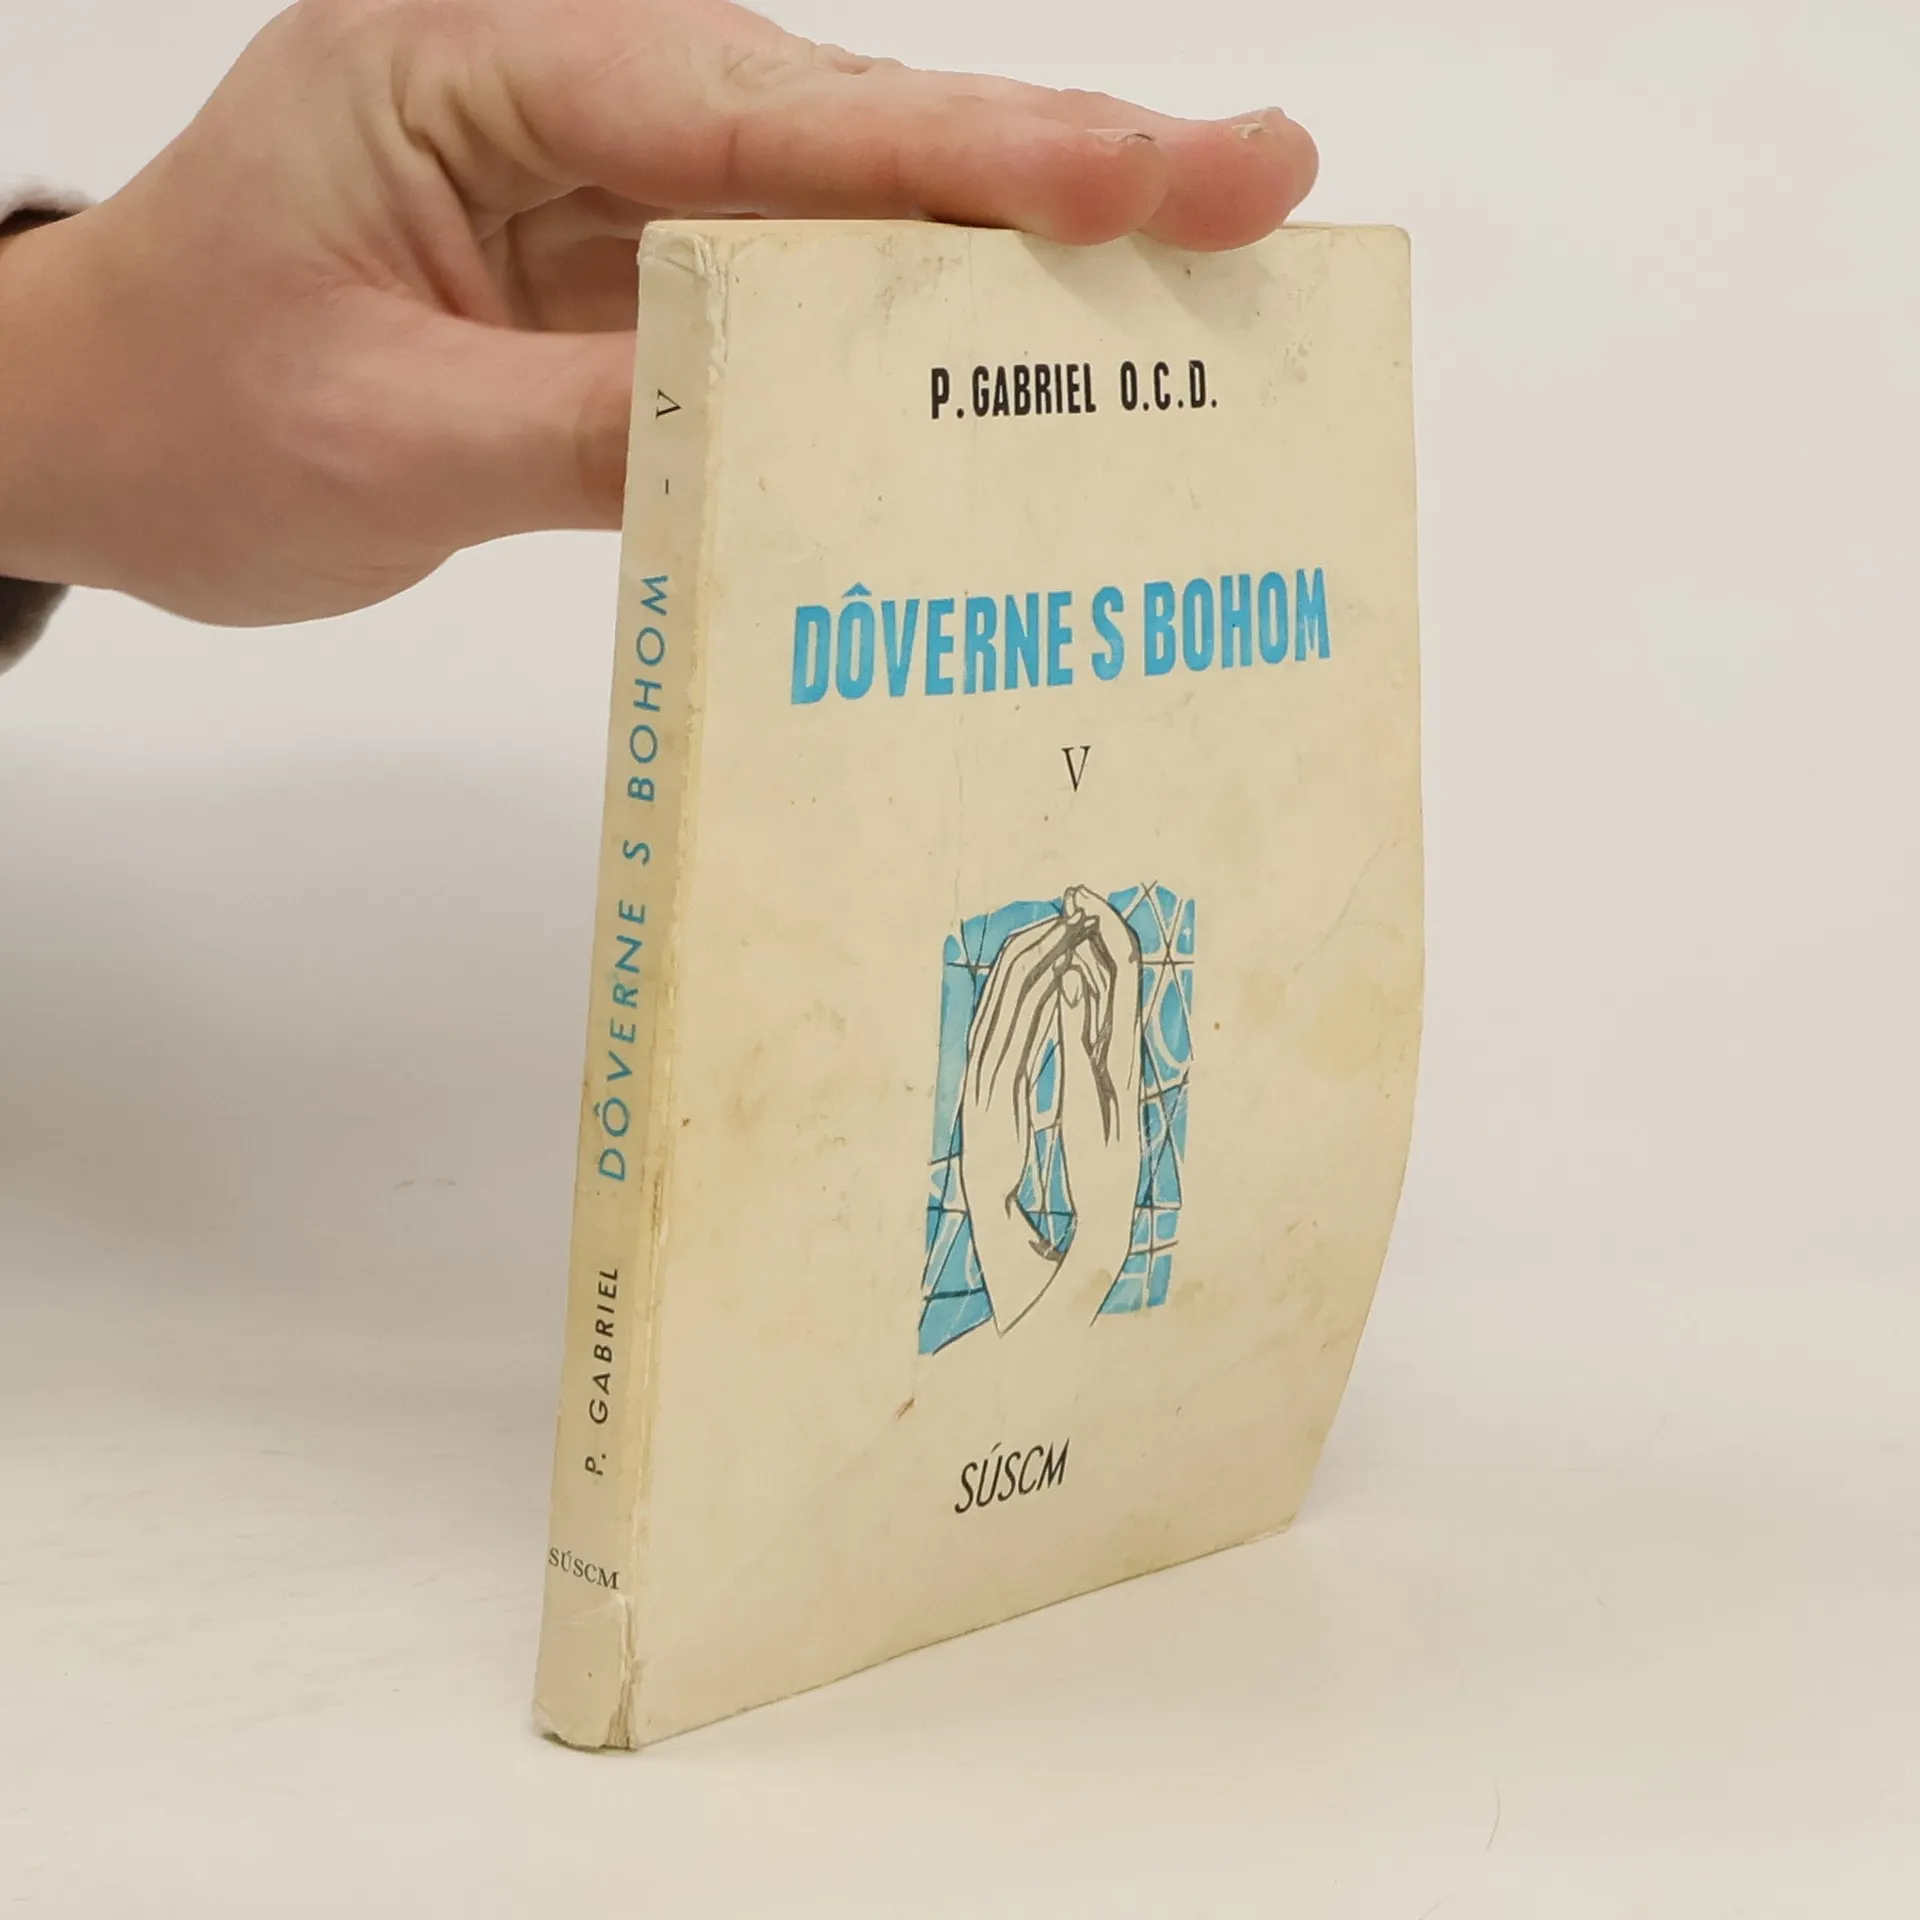 P. GABRIEL O.C.D.
DÔVERNE S BOHOM
V
SÚSCM
P. GABRIEL DÔVERNE S BOHOM - V
SÚSCM